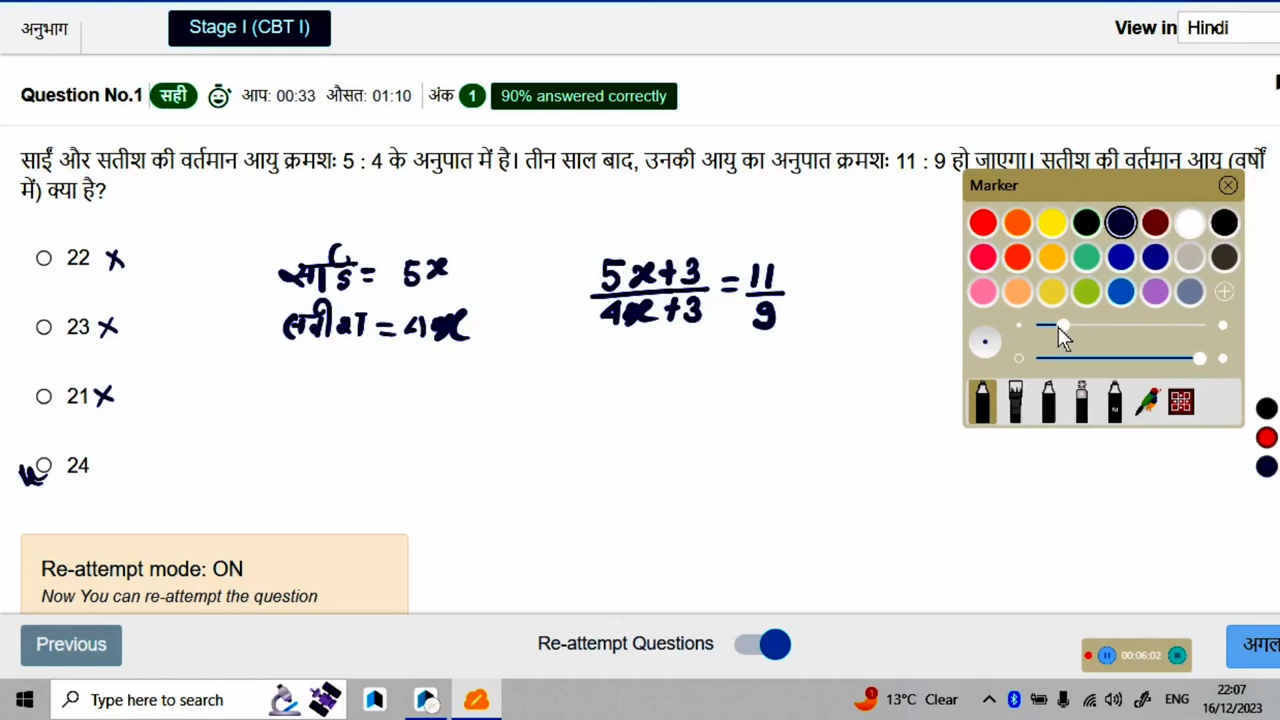 अनुभाग Stage I (CBT I) View in Hindi
Question No.1 सही आप: 00:33 औसत: 01:10 अंक 1 90% answered correctly
साईं और सतीश की वर्तमान आयु क्रमशः 5 : 4 के अनुपात में है। तीन साल बाद, उनकी आयु का अनुपात क्रमशः 11 : 9 हो जाएगा। सतीश की वर्तमान आयु (वर्षों
में) क्या है?
Marker
22 x
साई = 5x
5x+3 = 11
सतीश = 4x
4x+3 9
23 x
21 x
24
Re-attempt mode: ON
Now You can re-attempt the question
Previous Re-attempt Questions 00:06:02
Type here to search 1 13°C Clear ENG 22:07
16/12/2023